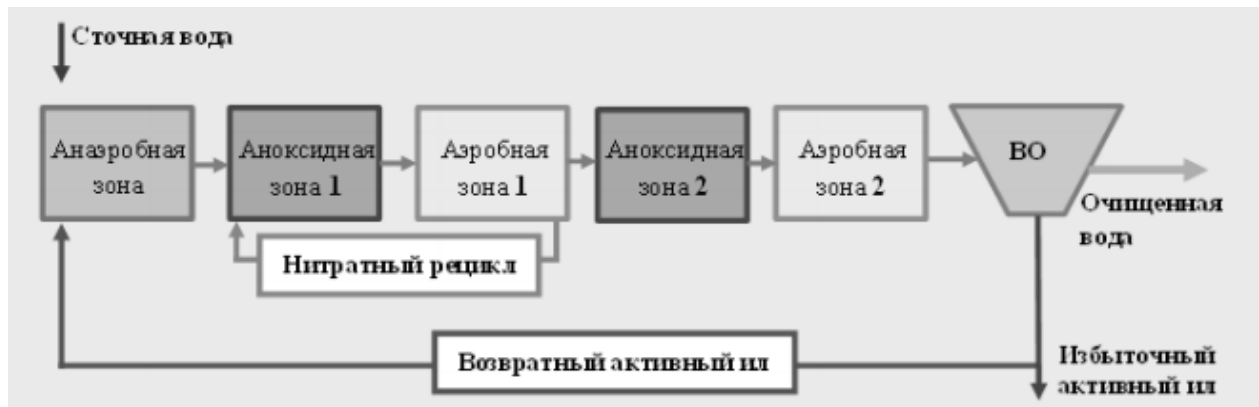 Сточная вода
Анаэробная
зона
Аноксидная
зона 1
Аэробная
зона 1
Аноксидная
зона 2
Аэробная
зона 2
ВО
Очищенная
вода
Нитратный рецикл
Возвратный активный ил
Избыточный
активный ил